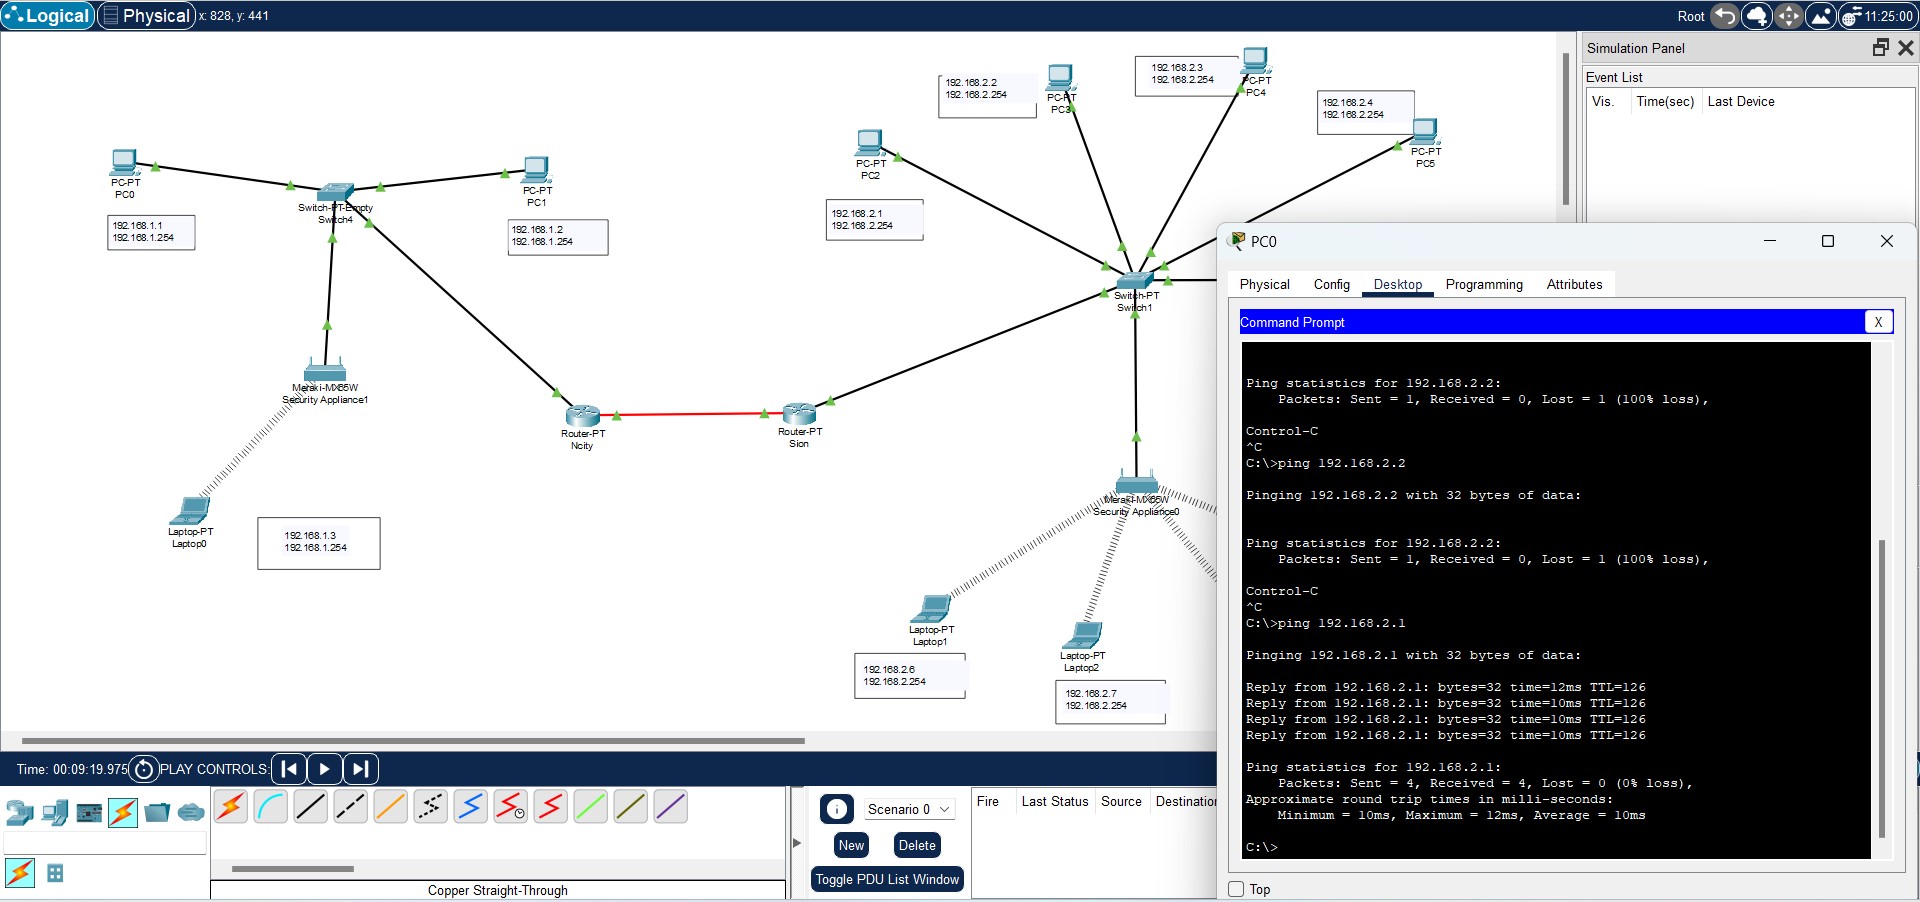 Logical
Physical
x: 828, y: 441
Root
11:25:00
Simulation Panel
Event List
Vis.
Time(sec)
Last Device
192.168.2.2
192.168.2.254
PC-PT
PC3
192.168.2.3
192.168.2.254
PC-PT
PC4
192.168.2.4
192.168.2.254
PC-PT
PC5
PC-PT
PC2
192.168.2.1
192.168.2.254
PC-PT
PC0
192.168.1.1
192.168.1.254
Switch-PT-Empty
Switch4
PC-PT
PC1
192.168.1.2
192.168.1.254
Switch-PT
Switch1
Meraki-MX65W
Security Appliance1
Router-PT
Ncity
Router-PT
Sion
Meraki-MX65W
Security Appliance0
Laptop-PT
Laptop0
192.168.1.3
192.168.1.254
Laptop-PT
Laptop1
192.168.2.6
192.168.2.254
Laptop-PT
Laptop2
192.168.2.7
192.168.2.254
PC0
Physical
Config
Desktop
Programming
Attributes
Command Prompt
X
Ping statistics for 192.168.2.2:
Packets: Sent = 1, Received = 0, Lost = 1 (100% loss),
Control-C
^C
C:\>ping 192.168.2.2
Pinging 192.168.2.2 with 32 bytes of data:
Ping statistics for 192.168.2.2:
Packets: Sent = 1, Received = 0, Lost = 1 (100% loss),
Control-C
^C
C:\>ping 192.168.2.1
Pinging 192.168.2.1 with 32 bytes of data:
Reply from 192.168.2.1: bytes=32 time=12ms TTL=126
Reply from 192.168.2.1: bytes=32 time=10ms TTL=126
Reply from 192.168.2.1: bytes=32 time=10ms TTL=126
Reply from 192.168.2.1: bytes=32 time=10ms TTL=126
Ping statistics for 192.168.2.1:
Packets: Sent = 4, Received = 4, Lost = 0 (0% loss),
Approximate round trip times in milli-seconds:
Minimum = 10ms, Maximum = 12ms, Average = 10ms
C:\>
Top
Time: 00:09:19.975
PLAY CONTROLS:
Scenario 0
New
Delete
Toggle PDU List Window
Fire
Last Status
Source
Destination
Copper Straight-Through